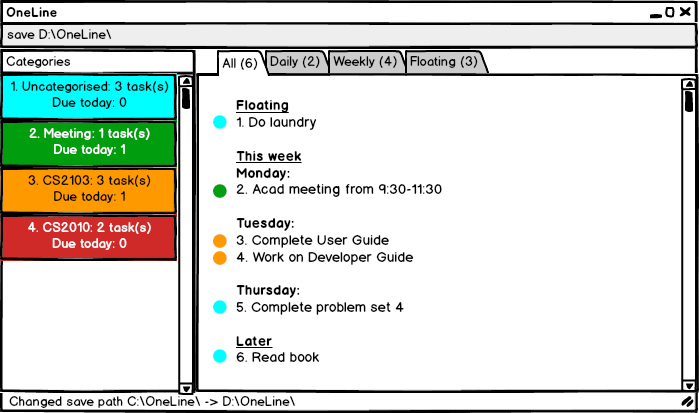 OneLine
save D:\OneLine\
Categories
1. Uncategorised: 3 task(s)
Due today: 0
2. Meeting: 1 task(s)
Due today: 1
3. CS2103: 3 task(s)
Due today: 1
4. CS2010: 2 task(s)
Due today: 0
All (6)
Daily (2)
Weekly (4)
Floating (3)
Floating
1. Do laundry
This week
Monday:
2. Acad meeting from 9:30-11:30
Tuesday:
3. Complete User Guide
4. Work on Developer Guide
Thursday:
5. Complete problem set 4
Later
6. Read book
Changed save path C:\OneLine\ -> D:\OneLine\